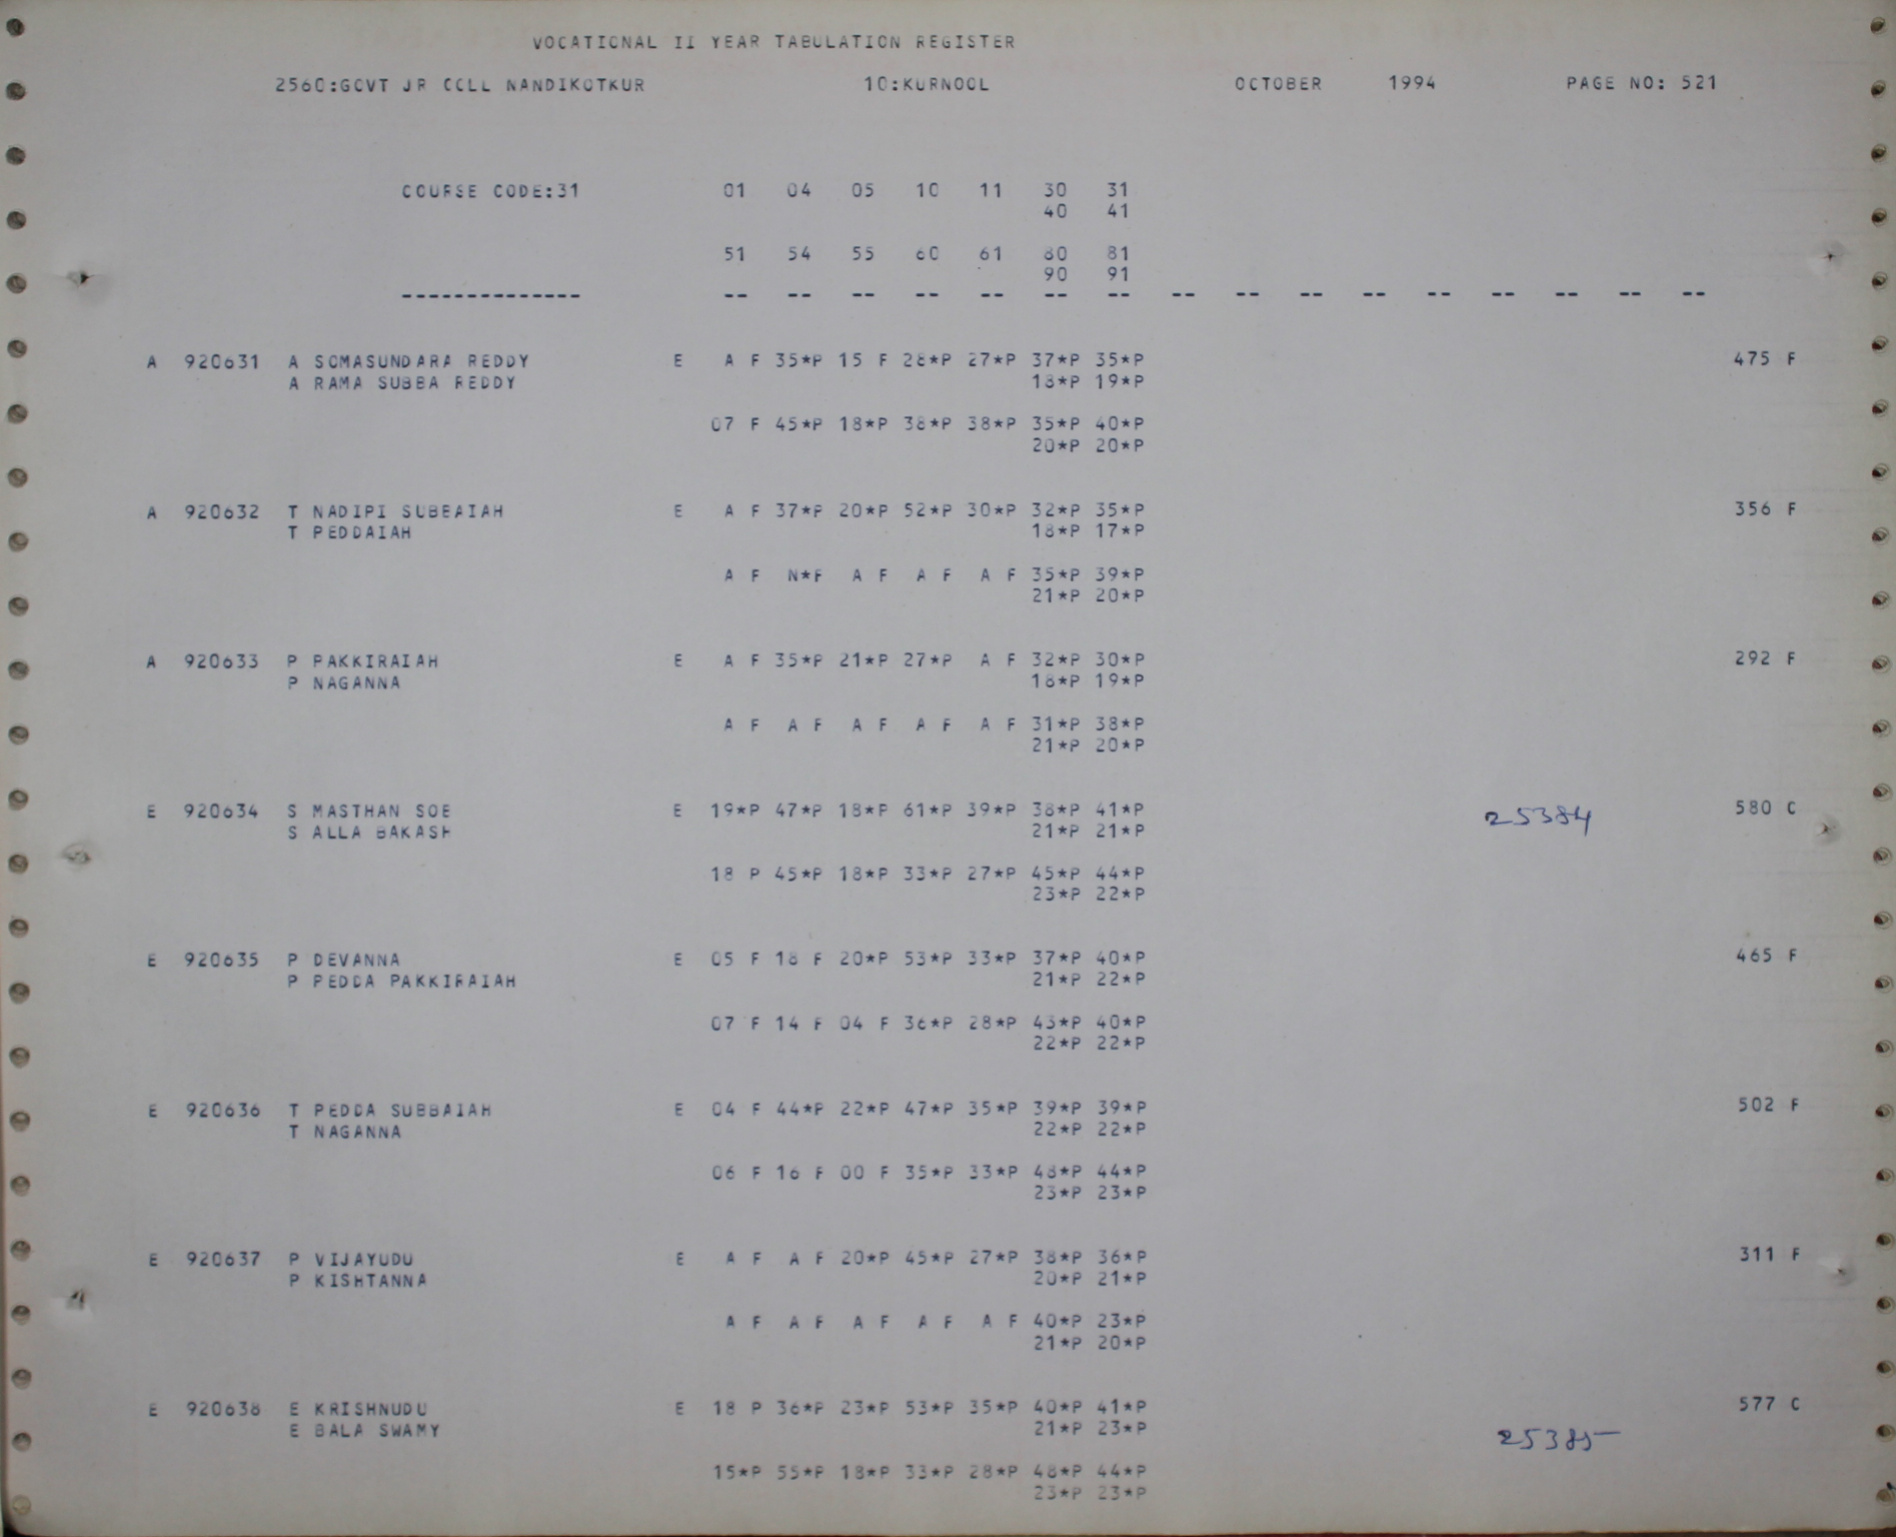 VOCATIONAL II YEAR TABULATION REGISTER
2560:GOVT JR COLL NANDIKOTKUR 10:KURNOOL OCTOBER 1994 PAGE NO: 521
COURSE CODE:31 01 04 05 10 11 30 31
40 41
51 54 55 60 61 80 81
90 91
-------------- -- -- -- -- -- -- -- -- -- -- -- -- -- -- -- --
A 920631 A SOMASUNDARA REDDY E A F 35*P 15 F 28*P 27*P 37*P 35*P 475 F
A RAMA SUBBA REDDY 18*P 19*P
07 F 45*P 18*P 38*P 38*P 35*P 40*P
20*P 20*P
A 920632 T NADIPI SUBBAIAH E A F 37*P 20*P 52*P 30*P 32*P 35*P 356 F
T PEDDAIAH 18*P 17*P
A F N*F A F A F A F 35*P 39*P
21*P 20*P
A 920633 P PAKKIRAIAH E A F 35*P 21*P 27*P A F 32*P 30*P 292 F
P NAGANNA 18*P 19*P
A F A F A F A F A F 31*P 38*P
21*P 20*P
E 920634 S MASTHAN SOE E 19*P 47*P 18*P 61*P 39*P 38*P 41*P 25384 580 C
S ALLA BAKASH 21*P 21*P
18 P 45*P 18*P 33*P 27*P 45*P 44*P
23*P 22*P
E 920635 P DEVANNA E 05 F 18 F 20*P 53*P 33*P 37*P 40*P 465 F
P PEDDA PAKKIRAIAH 21*P 22*P
07 F 14 F 04 F 36*P 28*P 43*P 40*P
22*P 22*P
E 920636 T PEDDA SUBBAIAH E 04 F 44*P 22*P 47*P 35*P 39*P 39*P 502 F
T NAGANNA 22*P 22*P
06 F 16 F 00 F 35*P 33*P 48*P 44*P
23*P 23*P
E 920637 P VIJAYUDU E A F A F 20*P 45*P 27*P 38*P 36*P 311 F
P KISHTANNA 20*P 21*P
A F A F A F A F A F 40*P 23*P
21*P 20*P
E 920638 E KRISHNUDU E 18 P 36*P 23*P 53*P 35*P 40*P 41*P 577 C
E BALA SWAMY 21*P 23*P 25385
15*P 55*P 18*P 33*P 28*P 48*P 44*P
23*P 23*P